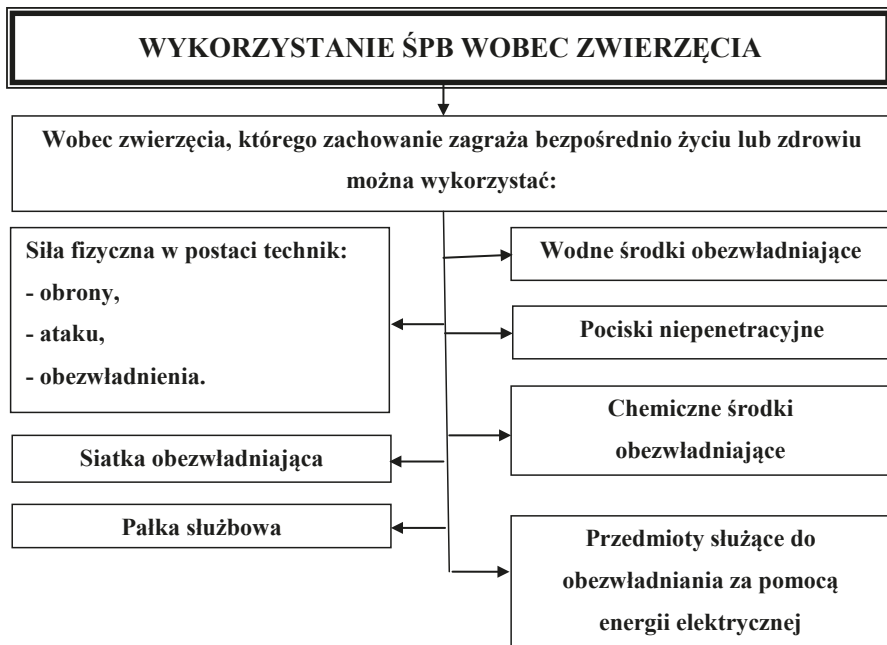 WYKORZYSTANIE ŚPB WOBEC ZWIERZĘCIA
Wobec zwierzęcia, którego zachowanie zagraża bezpośrednio życiu lub zdrowiu
można wykorzystać:
Siła fizyczna w postaci technik:
- obrony,
- ataku,
- obezwładnienia.
Siatka obezwładniająca
Pałka służbowa
Wodne środki obezwładniające
Pociski niepenetracyjne
Chemiczne środki
obezwładniające
Przedmioty służące do
obezwładniania za pomocą
energii elektrycznej